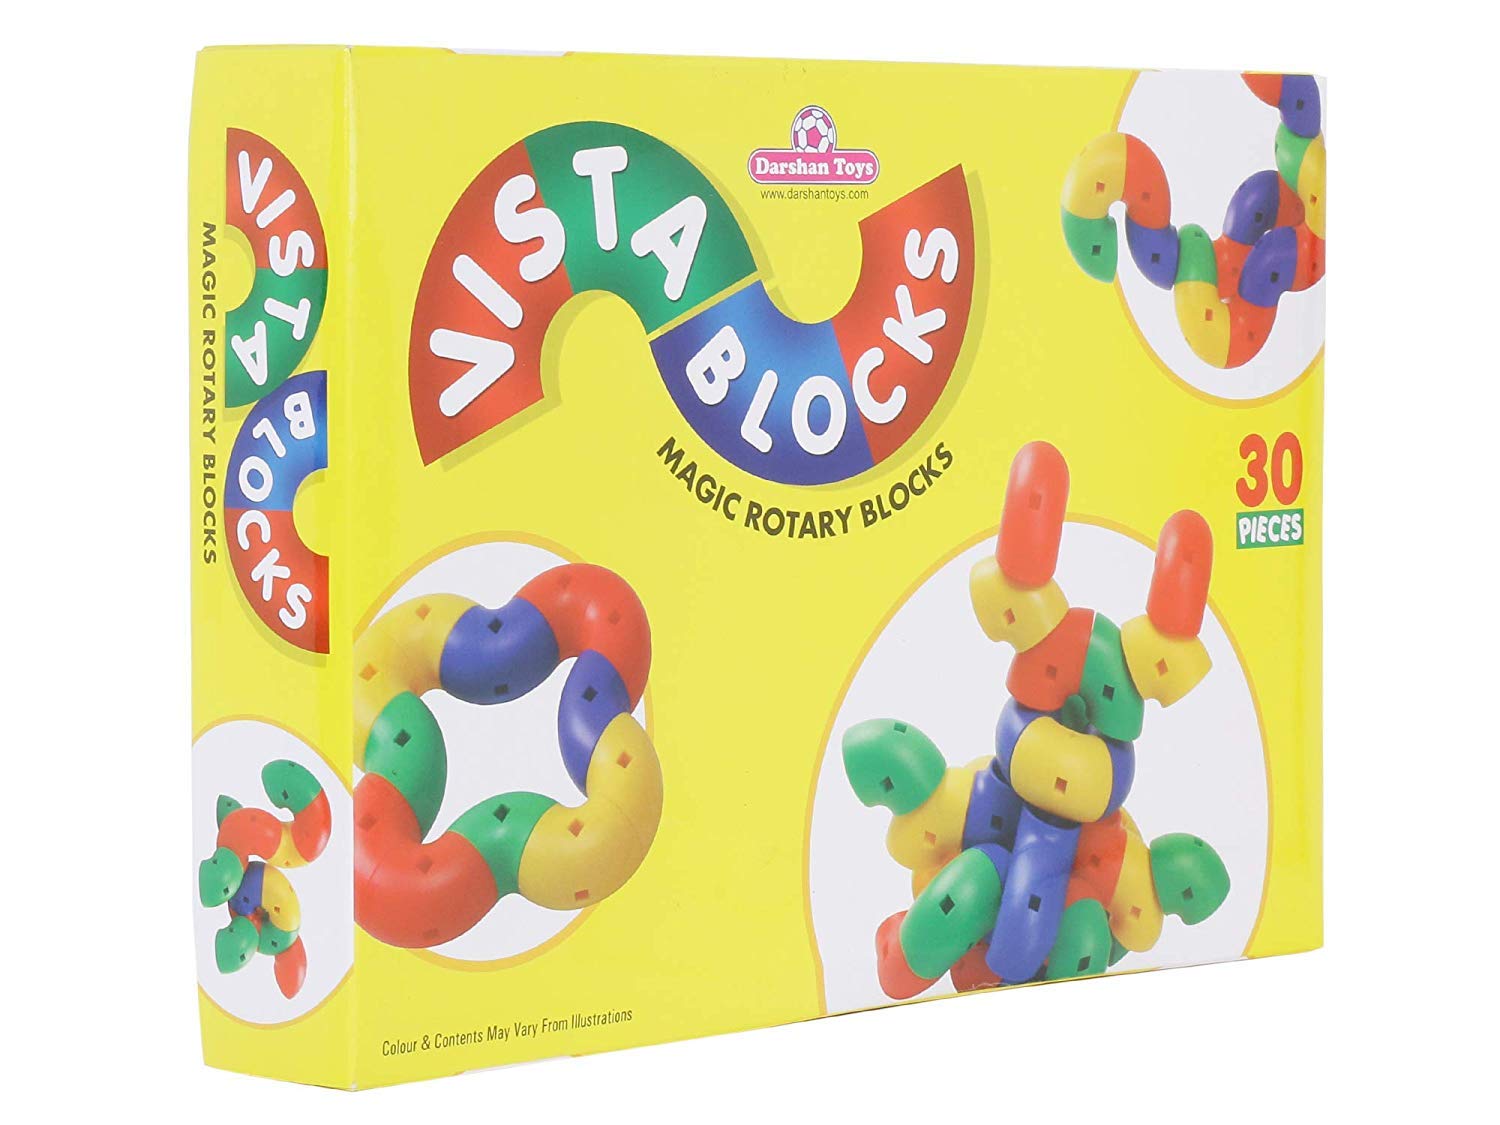 VISTA
BLOCKS
MAGIC ROTARY BLOCKS
Darshan Toys
www.darshantoys.com
VISTA
BLOCKS
MAGIC ROTARY BLOCKS
30
PIECES
Colour & Contents May Vary From Illustrations